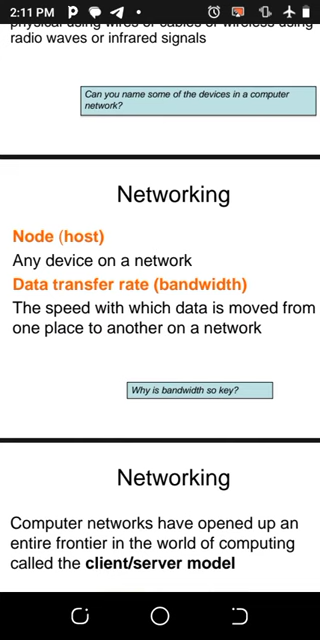 2:11 PM
radio waves or infrared signals
Can you name some of the devices in a computer
network?
Networking
Node (host)
Any device on a network
Data transfer rate (bandwidth)
The speed with which data is moved from
one place to another on a network
Why is bandwidth so key?
Networking
Computer networks have opened up an
entire frontier in the world of computing
called the client/server model